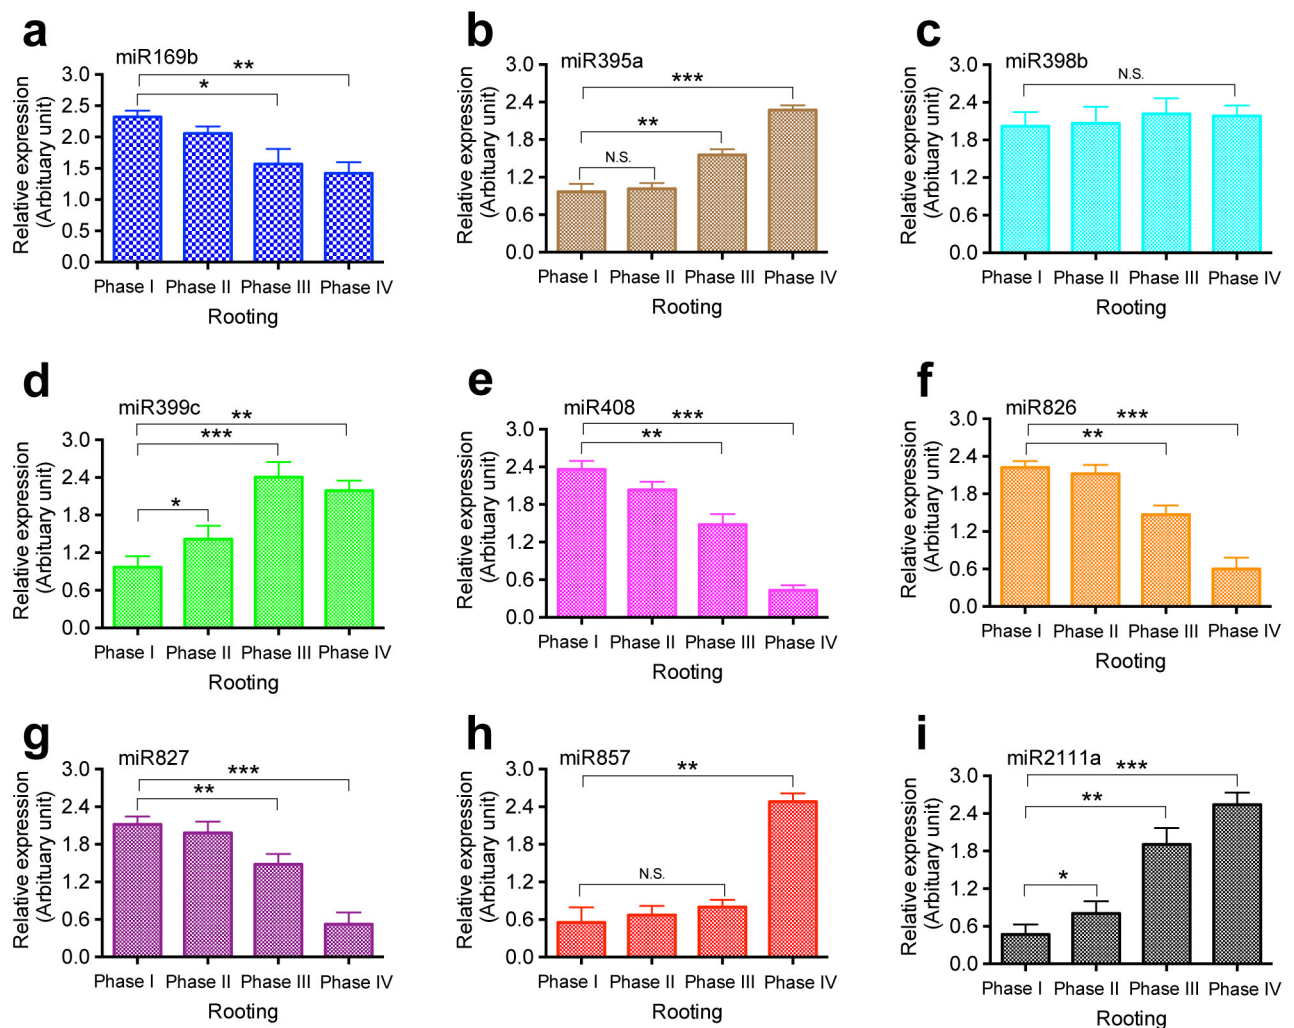 a
miR169b
**
*
Relative expression
(Arbituary unit)
3.0
2.5
2.0
1.5
1.0
0.5
0.0
Phase I Phase II Phase III Phase IV
Rooting
b
miR395a
***
**
N.S.
Relative expression
(Arbituary unit)
3.0
2.4
1.8
1.2
0.6
0.0
Phase I Phase II Phase III Phase IV
Rooting
c
miR398b
N.S.
Relative expression
(Arbituary unit)
3.0
2.4
1.8
1.2
0.6
0.0
Phase I Phase II Phase III Phase IV
Rooting
d
miR399c
**
***
*
Relative expression
(Arbituary unit)
3.0
2.4
1.8
1.2
0.6
0.0
Phase I Phase II Phase III Phase IV
Rooting
e
miR408
***
**
Relative expression
(Arbituary unit)
3.0
2.4
1.8
1.2
0.6
0.0
Phase I Phase II Phase III Phase IV
Rooting
f
miR826
***
**
Relative expression
(Arbituary unit)
3.0
2.4
1.8
1.2
0.6
0.0
Phase I Phase II Phase III Phase IV
Rooting
g
miR827
***
**
Relative expression
(Arbituary unit)
3.0
2.4
1.8
1.2
0.6
0.0
Phase I Phase II Phase III Phase IV
Rooting
h
miR857
**
N.S.
Relative expression
(Arbituary unit)
3.0
2.4
1.8
1.2
0.6
0.0
Phase I Phase II Phase III Phase IV
Rooting
i
miR2111a
***
**
*
Relative expression
(Arbituary unit)
3.0
2.4
1.8
1.2
0.6
0.0
Phase I Phase II Phase III Phase IV
Rooting